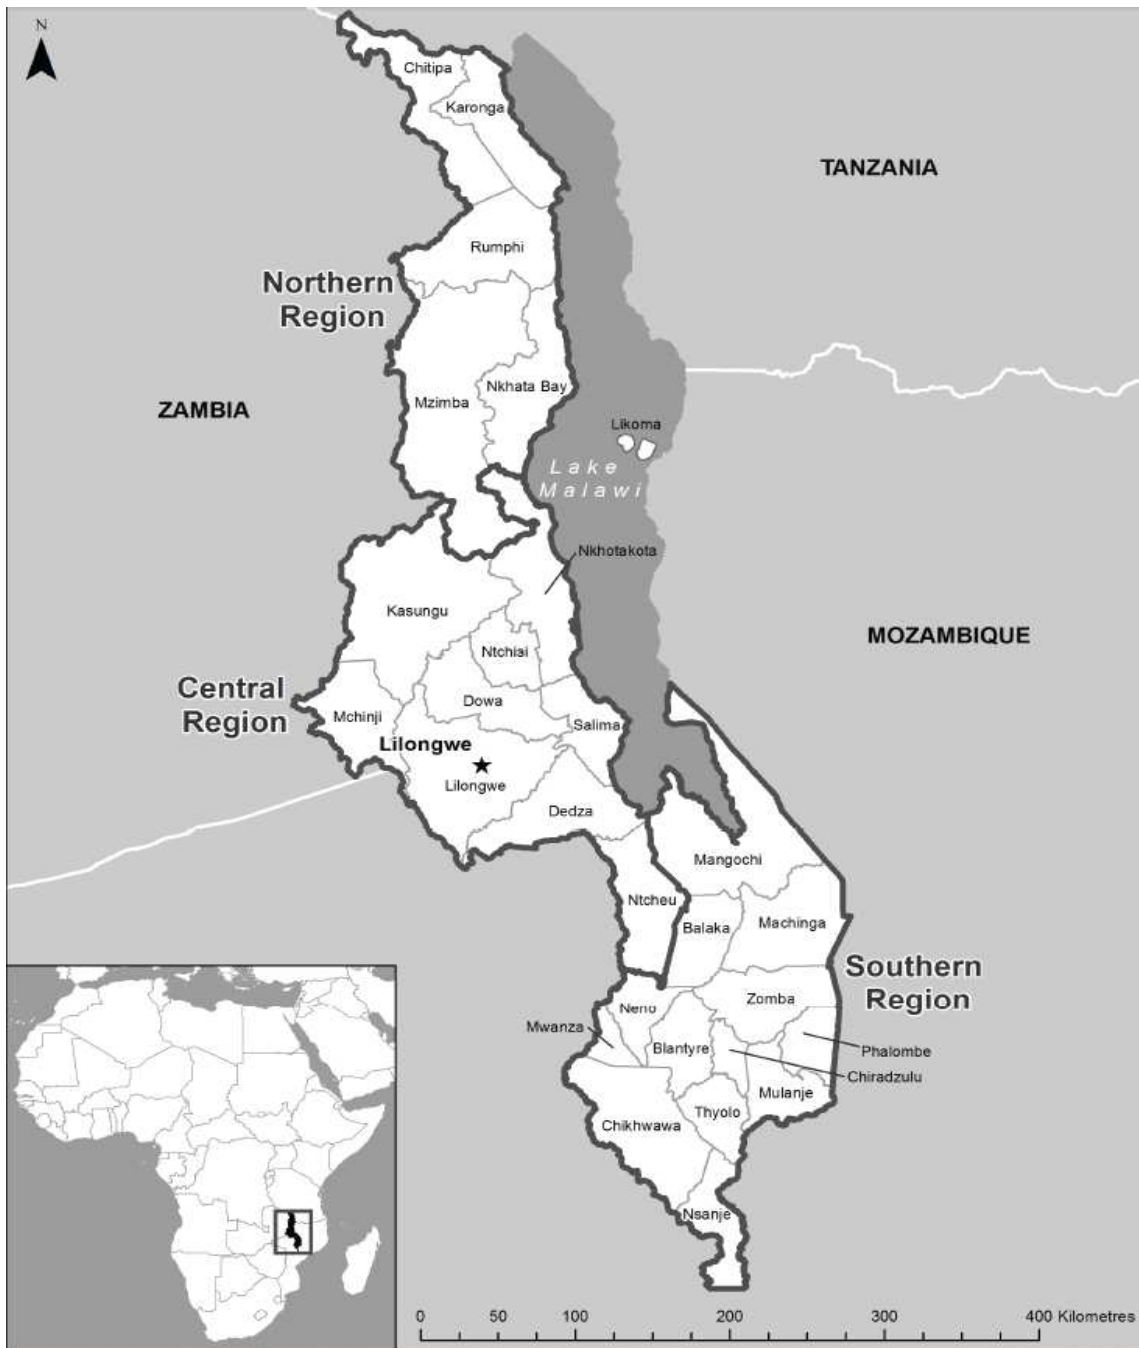 N
Chitipa
Karonga
TANZANIA
Rumphi
Northern
Region
Nkhata Bay
Mzimba
ZAMBIA
Likoma
Lake
Malawi
Nkhotakota
Kasungu
MOZAMBIQUE
Ntchisi
Central
Region
Dowa
Mchinji
Salima
Lilongwe
Lilongwe
Dedza
Mangochi
Ntcheu
Balaka
Machinga
Southern
Region
Zomba
Neno
Mwanza
Blantyre
Phalombe
Chiradzulu
Mulanje
Thyolo
Chikhwawa
Nsanje
0 50 100 200 300 400 Kilometres